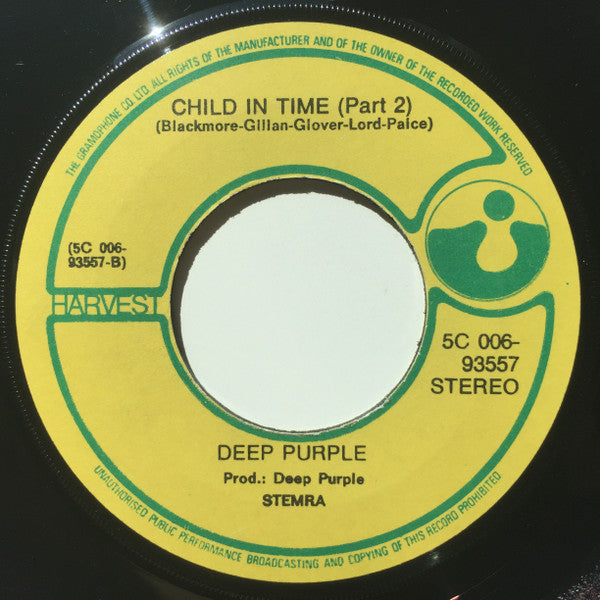 THE GRAMOPHONE CO LTD ALL RIGHTS OF THE MANUFACTURER AND OF THE OWNER OF THE RECORDED WORK RESERVED
CHILD IN TIME (Part 2)
(Blackmore-Gillan-Glover-Lord-Paice)
(5C 006-
93557-B)
HARVEST
5C 006-
93557
STEREO
DEEP PURPLE
Prod.: Deep Purple
STEMRA
UNAUTHORISED PUBLIC PERFORMANCE BROADCASTING AND COPYING OF THIS RECORD PROHIBITED